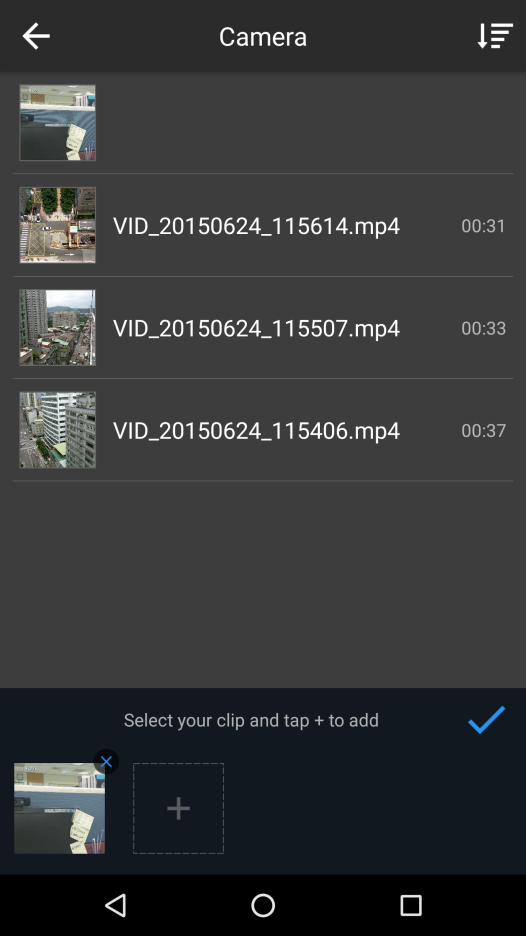 Camera
VID_20150624_115614.mp4 00:31
VID_20150624_115507.mp4 00:33
VID_20150624_115406.mp4 00:37
Select your clip and tap + to add